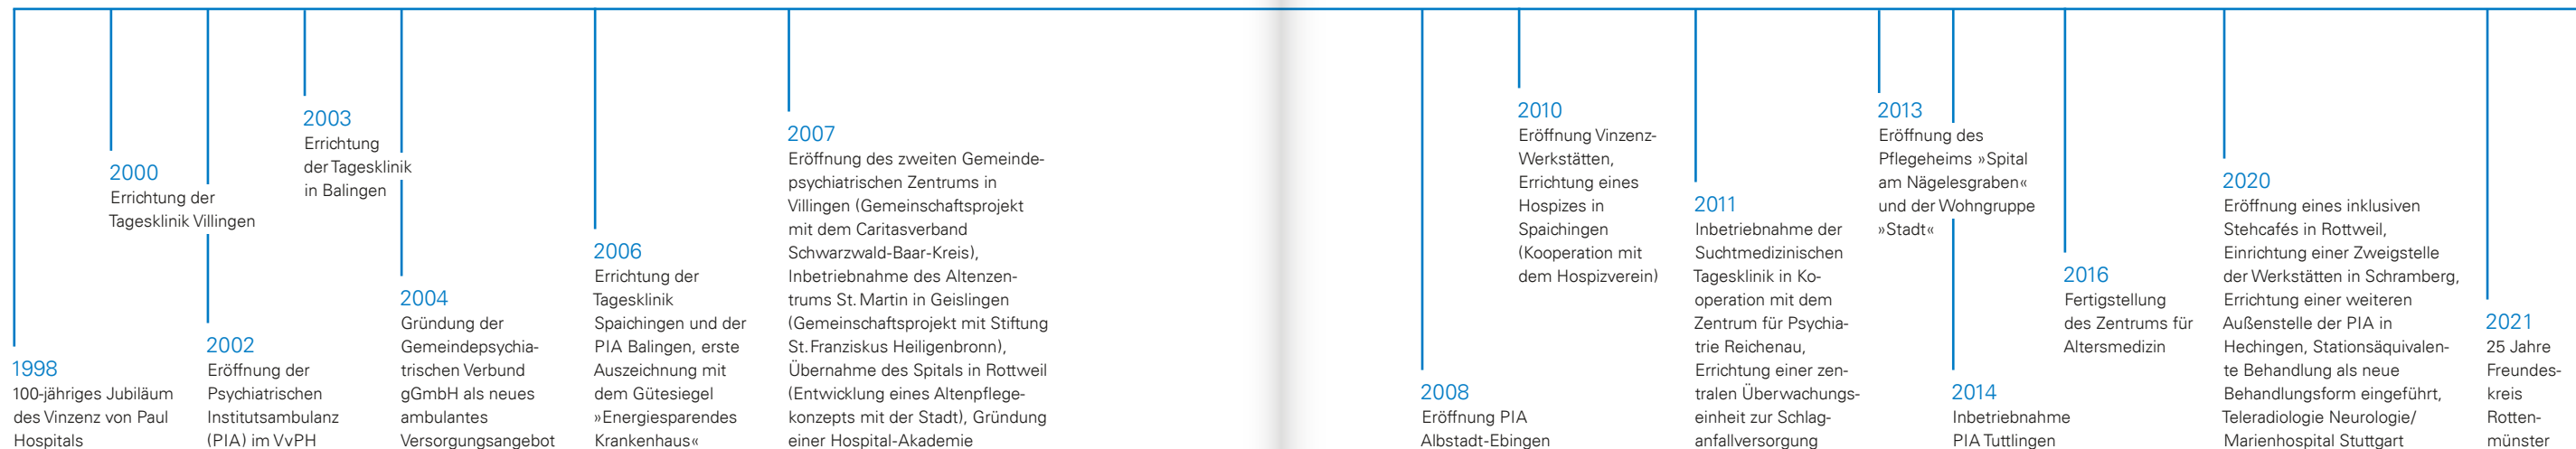 1998
100-jähriges Jubiläum
des Vinzenz von Paul
Hospitals
2000
Errichtung der
Tagesklinik Villingen
2002
Eröffnung der
Psychiatrischen
Institutsambulanz
(PIA) im VvPH
2003
Errichtung
der Tagesklinik
in Balingen
2004
Gründung der
Gemeindepsychia-
trischen Verbund
gGmbH als neues
ambulantes
Versorgungsangebot
2006
Errichtung der
Tagesklinik
Spaichingen und der
PIA Balingen, erste
Auszeichnung mit
dem Gütesiegel
»Energiesparendes
Krankenhaus«
2007
Eröffnung des zweiten Gemeinde-
psychiatrischen Zentrums in
Villingen (Gemeinschaftsprojekt
mit dem Caritasverband
Schwarzwald-Baar-Kreis),
Inbetriebnahme des Altenzen-
trums St. Martin in Geislingen
(Gemeinschaftsprojekt mit Stiftung
St. Franziskus Heiligenbronn),
Übernahme des Spitals in Rottweil
(Entwicklung eines Altenpflege-
konzepts mit der Stadt), Gründung
einer Hospital-Akademie
2008
Eröffnung PIA
Albstadt-Ebingen
2010
Eröffnung Vinzenz-
Werkstätten,
Errichtung eines
Hospizes in
Spaichingen
(Kooperation mit
dem Hospizverein)
2011
Inbetriebnahme der
Suchtmedizinischen
Tagesklinik in Ko-
operation mit dem
Zentrum für Psychia-
trie Reichenau,
Errichtung einer zen-
tralen Überwachungs-
einheit zur Schlag-
anfallversorgung
2013
Eröffnung des
Pflegeheims »Spital
am Nägelesgraben«
und der Wohngruppe
»Stadt«
2014
Inbetriebnahme
PIA Tuttlingen
2016
Fertigstellung
des Zentrums für
Altersmedizin
2020
Eröffnung eines inklusiven
Stehcafés in Rottweil,
Einrichtung einer Zweigstelle
der Werkstätten in Schramberg,
Errichtung einer weiteren
Außenstelle der PIA in
Hechingen, Stationsäquivalen-
te Behandlung als neue
Behandlungsform eingeführt,
Teleradiologie Neurologie/
Marienhospital Stuttgart
2021
25 Jahre
Freundes-
kreis
Rotten-
münster